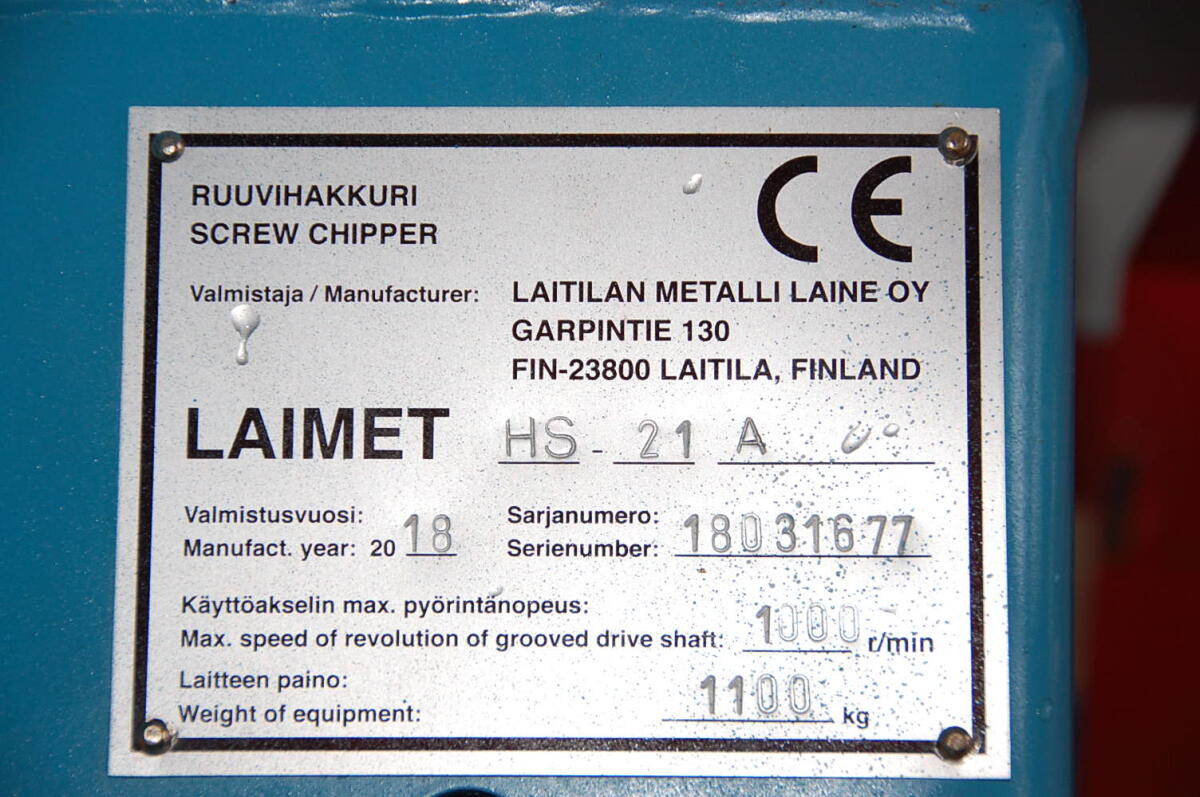 RUUVIHAKKURI
SCREW CHIPPER
CE
Valmistaja / Manufacturer: LAITILAN METALLI LAINE OY
GARPINTIE 130
FIN-23800 LAITILA, FINLAND
LAIMET HS - 21 A
Valmistusvuosi: Sarjanumero:
Manufact. year: 20 18 Serienumber: 18031677
Käyttöakselin max. pyörintänopeus:
Max. speed of revolution of grooved drive shaft: 1000 r/min
Laitteen paino:
Weight of equipment: 1100 kg